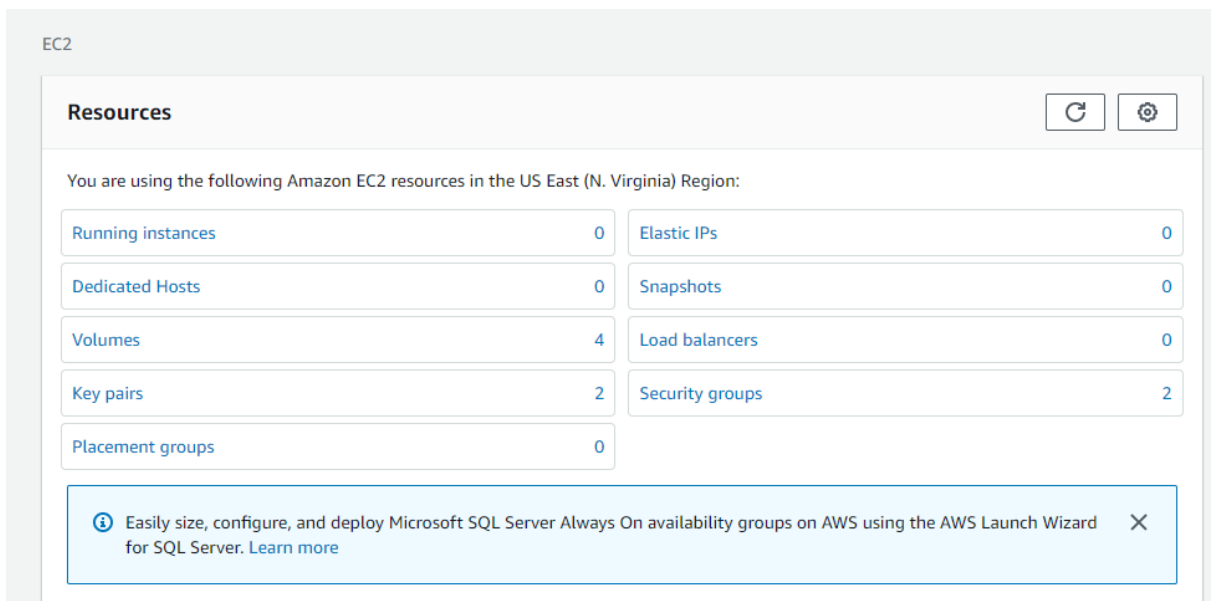 EC2
Resources
You are using the following Amazon EC2 resources in the US East (N. Virginia) Region:
Running instances 0
Elastic IPs 0
Dedicated Hosts 0
Snapshots 0
Volumes 4
Load balancers 0
Key pairs 2
Security groups 2
Placement groups 0
Easily size, configure, and deploy Microsoft SQL Server Always On availability groups on AWS using the AWS Launch Wizard
for SQL Server. Learn more